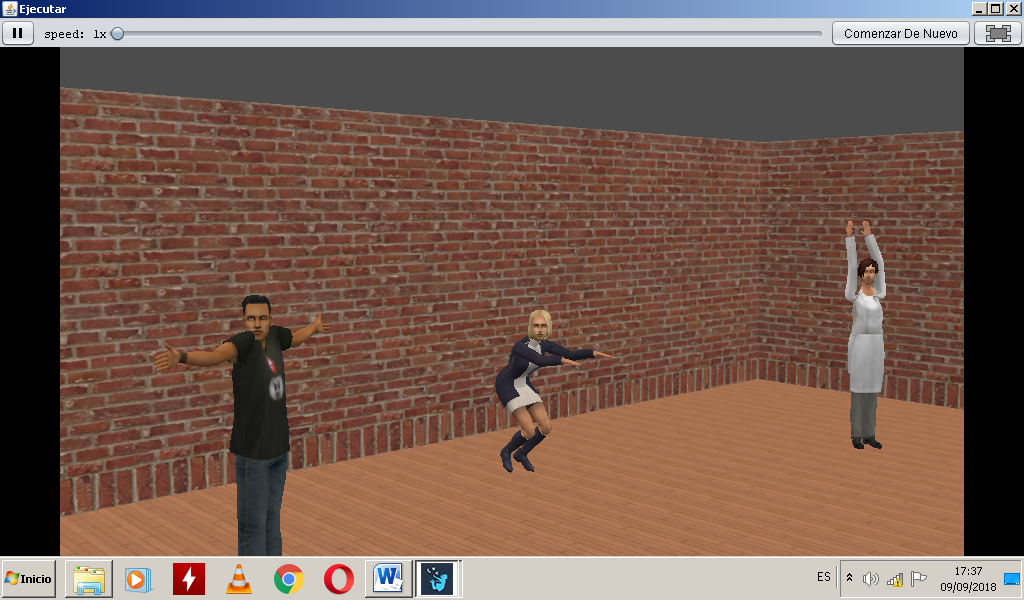 Ejecutar
speed: 1x
Comenzar De Nuevo
Inicio
ES
17:37
09/09/2018